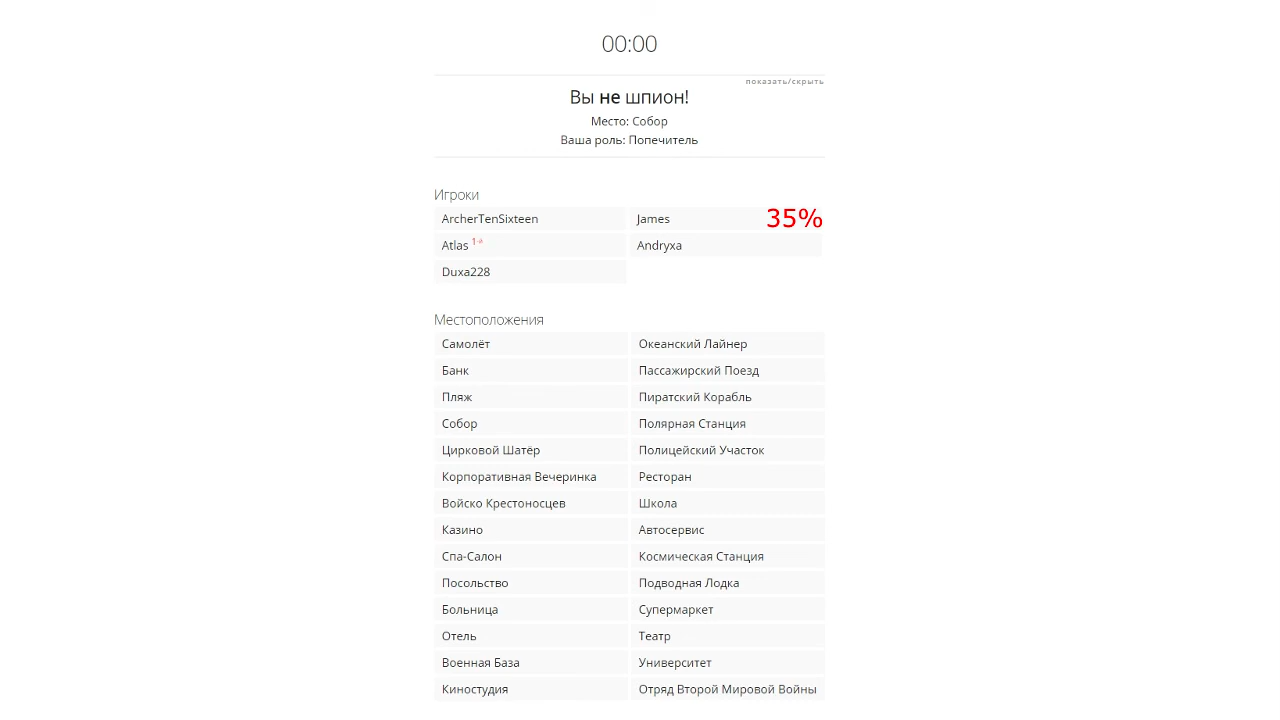 00:00
показать/скрыть
Вы не шпион!
Место: Собор
Ваша роль: Попечитель
Игроки
ArcherTenSixteen
James
35%
Atlas 1-й
Andryxa
Duxa228
Местоположения
Самолёт
Океанский Лайнер
Банк
Пассажирский Поезд
Пляж
Пиратский Корабль
Собор
Полярная Станция
Цирковой Шатёр
Полицейский Участок
Корпоративная Вечеринка
Ресторан
Войско Крестоносцев
Школа
Казино
Автосервис
Спа-Салон
Космическая Станция
Посольство
Подводная Лодка
Больница
Супермаркет
Отель
Театр
Военная База
Университет
Киностудия
Отряд Второй Мировой Войны